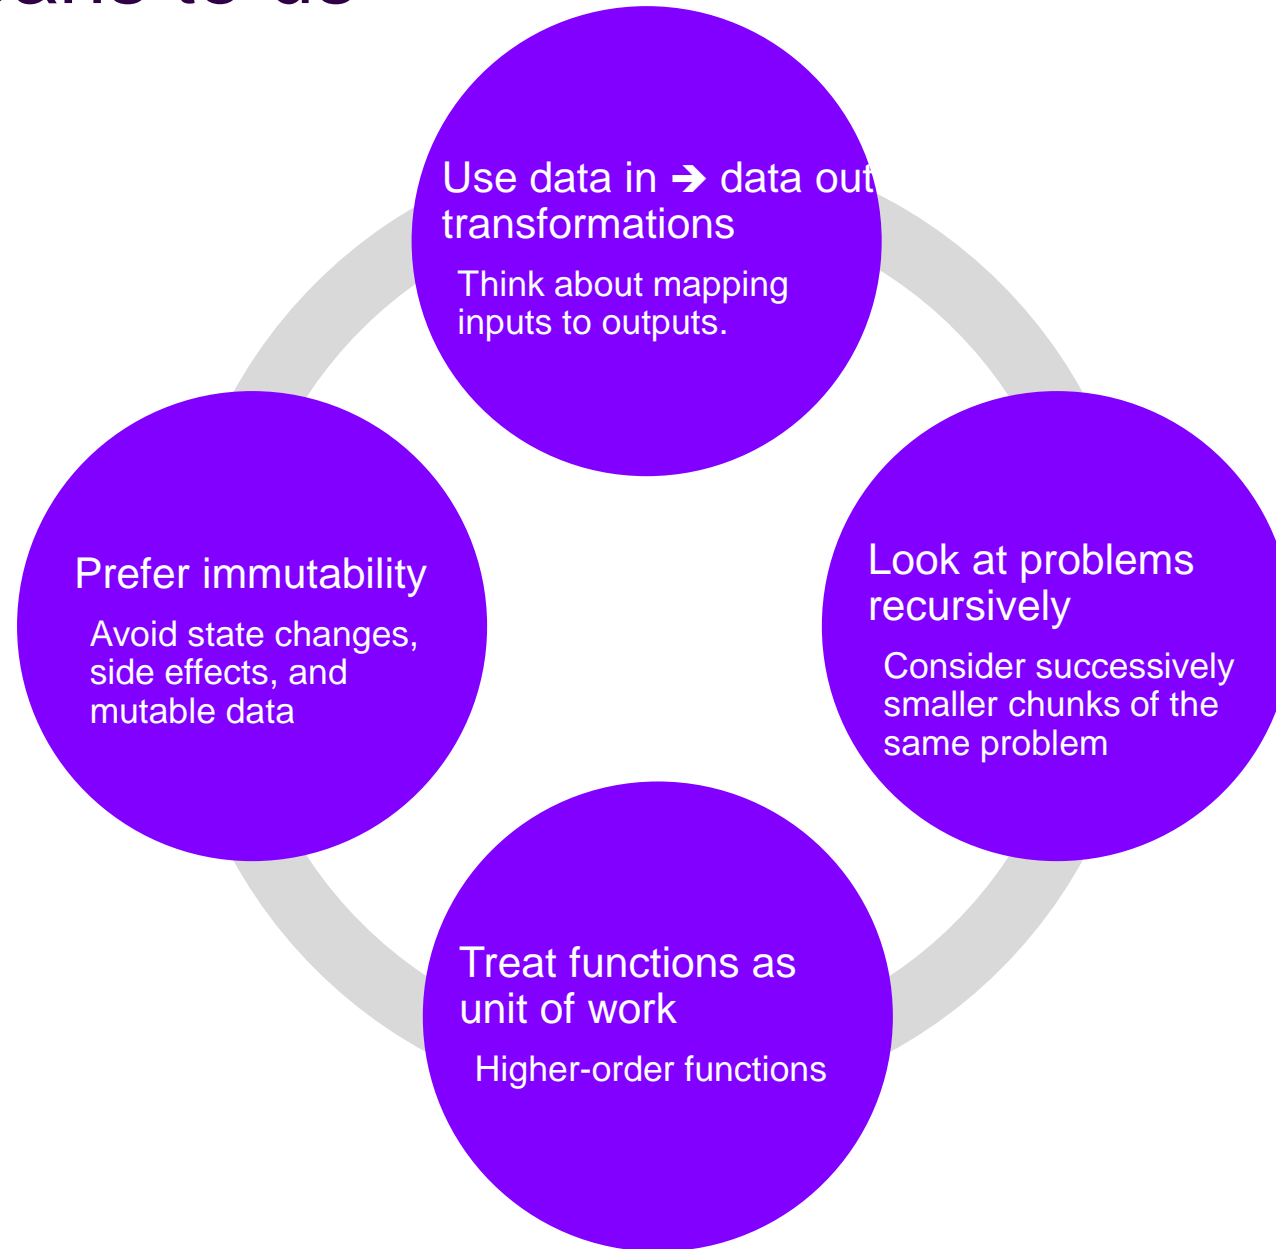 to us
Use data in ➔ data out
transformations
Think about mapping
inputs to outputs.
Look at problems
recursively
Consider successively
smaller chunks of the
same problem
Treat functions as
unit of work
Higher-order functions
Prefer immutability
Avoid state changes,
side effects, and
mutable data